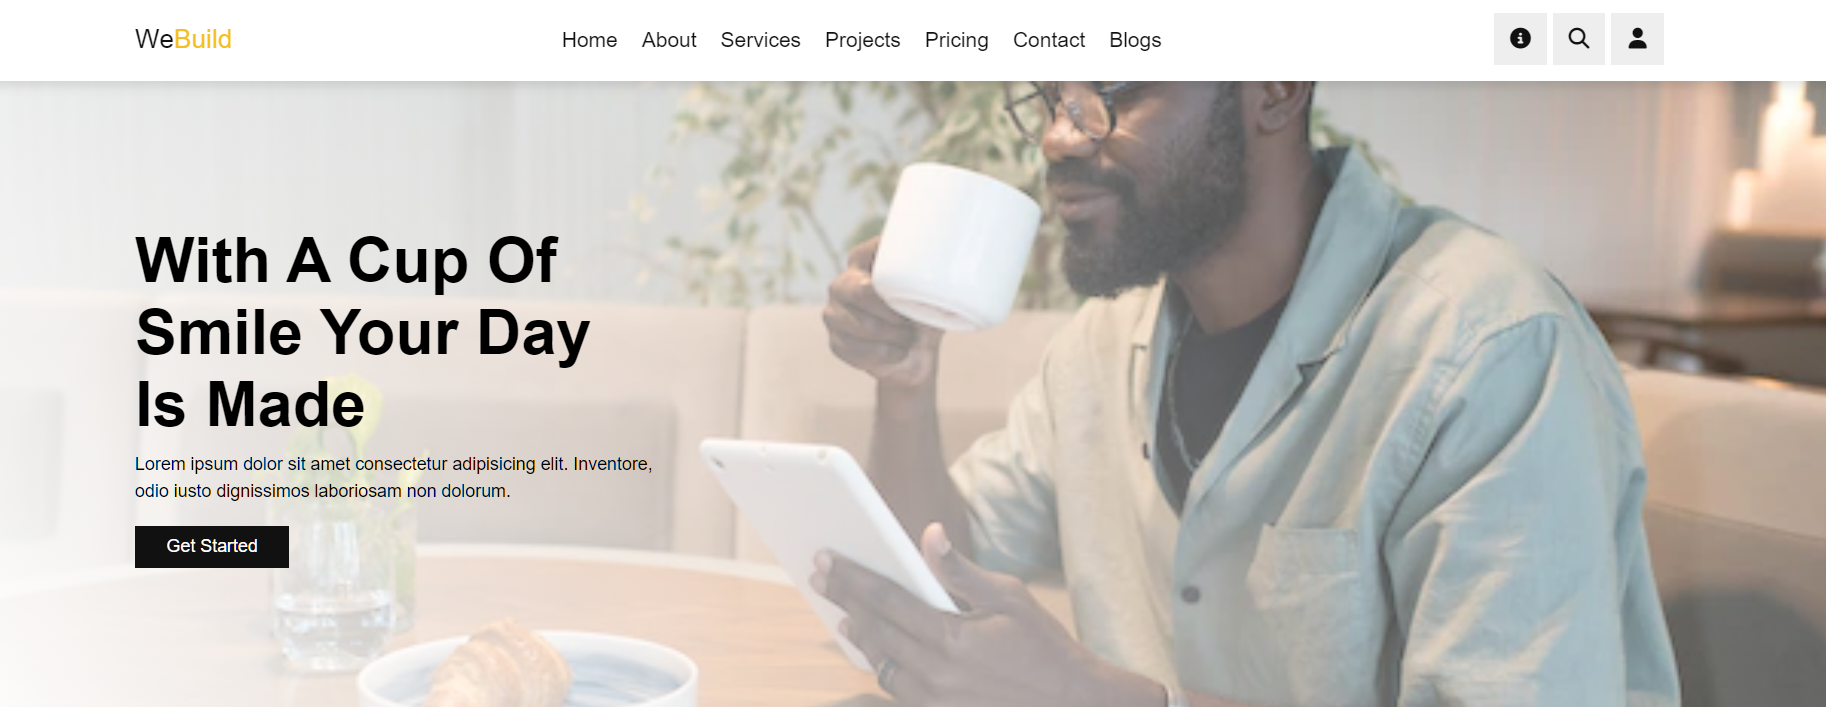 WeBuild
Home About Services Projects Pricing Contact Blogs
With A Cup Of
Smile Your Day
Is Made
Lorem ipsum dolor sit amet consectetur adipisicing elit. Inventore,
odio iusto dignissimos laboriosam non dolorum.
Get Started